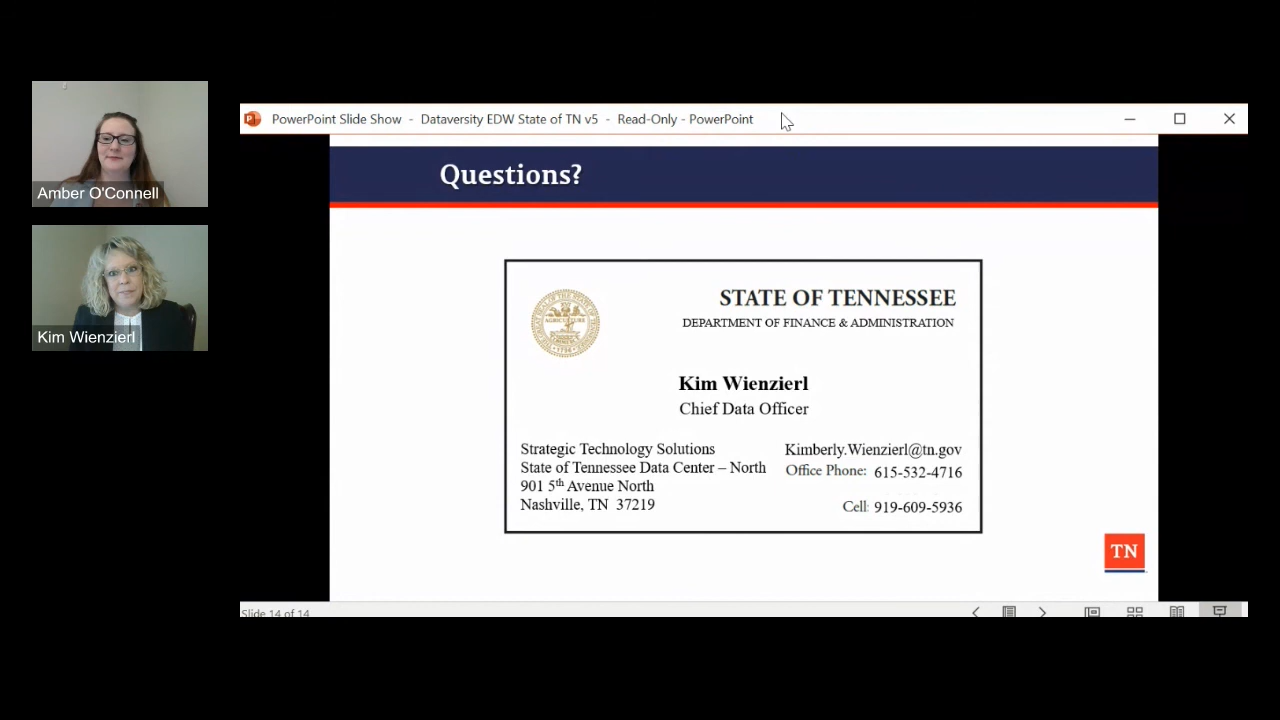 Amber O'Connell
Kim Wienzierl
PowerPoint Slide Show - Dataversity EDW State of TN v5 - Read-Only - PowerPoint
Questions?
STATE OF TENNESSEE
DEPARTMENT OF FINANCE & ADMINISTRATION
AGRICULTURE
1796
Kim Wienzierl
Chief Data Officer
Strategic Technology Solutions
State of Tennessee Data Center – North
901 5th Avenue North
Nashville, TN 37219
Kimberly.Wienzierl@tn.gov
Office Phone: 615-532-4716
Cell: 919-609-5936
TN
Slide 14 of 14